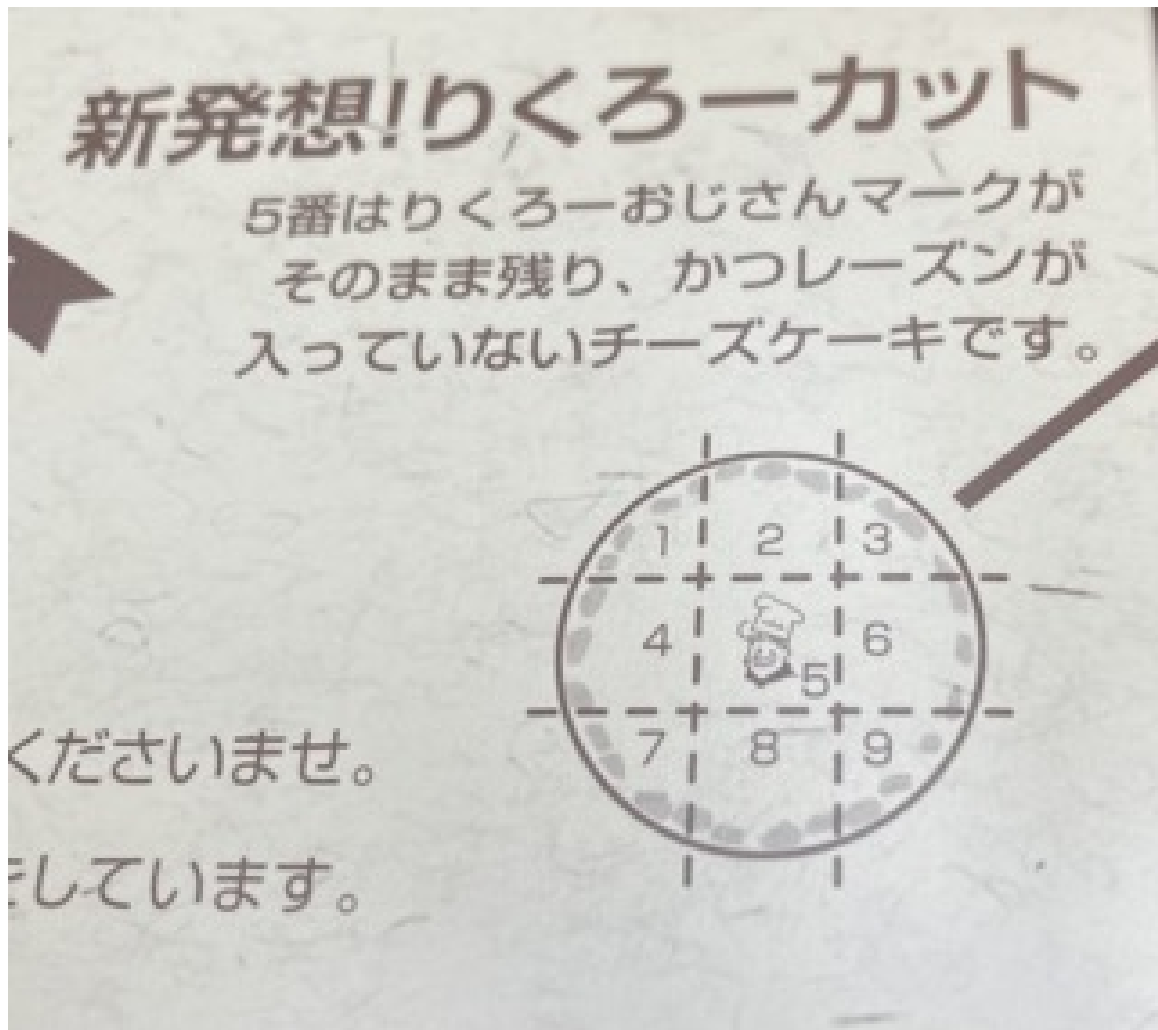 新発想!りくろーカット
5番はりくろーおじさんマークが
そのまま残り、かつレーズンが
入っていないチーズケーキです。
1 2 3
4 5 6
7 8 9
くださいませ。
をしています。